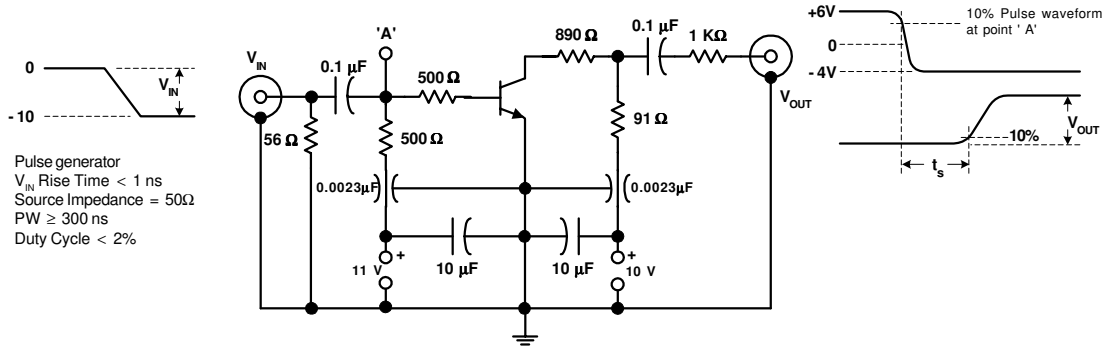 0
- 10
V_IN
Pulse generator
V_IN Rise Time < 1 ns
Source Impedance = 50Ω
PW ≥ 300 ns
Duty Cycle < 2%
V_IN
0.1 μF
'A'
56 Ω
500 Ω
500 Ω
0.0023μF
10 μF
11 V
+
890 Ω
0.1 μF
1 KΩ
91 Ω
0.0023μF
10 μF
+
10 V
V_OUT
+6V
0
- 4V
10% Pulse waveform
at point ' A'
10%
V_OUT
t_s